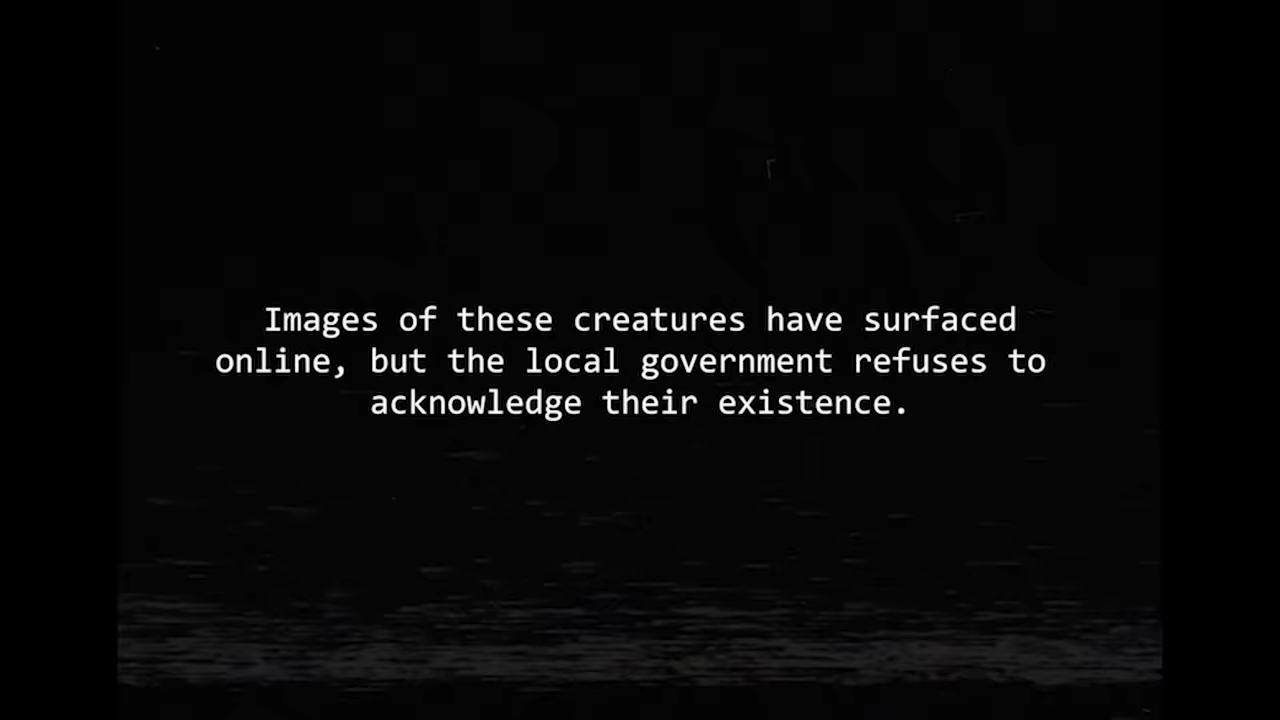 Images of these creatures have surfaced
online, but the local government refuses to
acknowledge their existence.